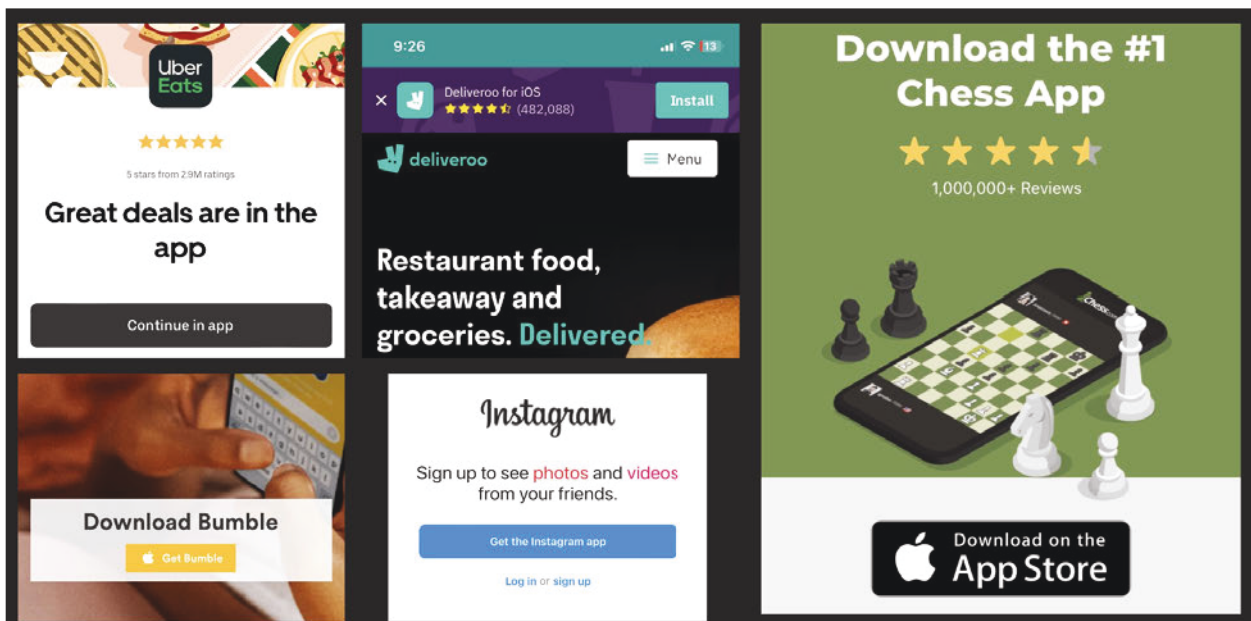 Uber
Eats
5 stars from 2.9M ratings
Great deals are in the
app
Continue in app
9:26
13
Deliveroo for iOS
(482,088)
Install
deliveroo
Menu
Restaurant food,
takeaway and
groceries. Delivered.
Download the #1
Chess App
1,000,000+ Reviews
Chess.com
Download on the
App Store
Download Bumble
Get Bumble
Instagram
Sign up to see photos and videos
from your friends.
Get the Instagram app
Log in or sign up